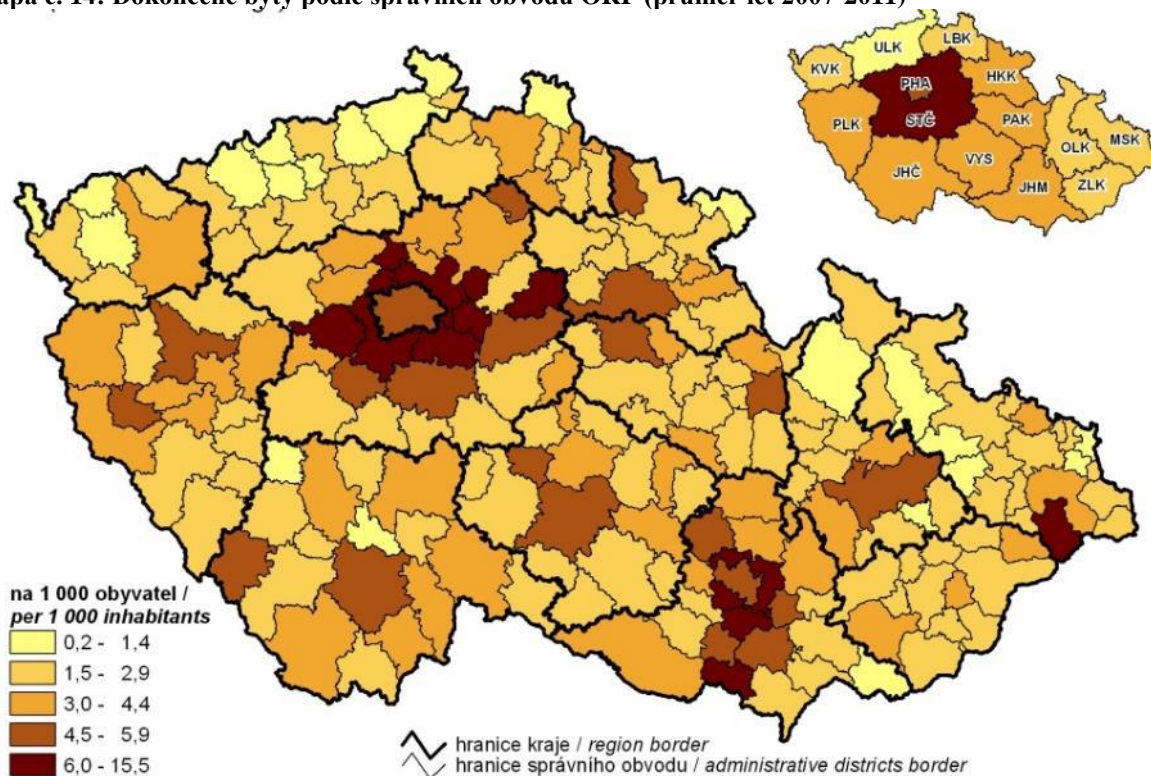 č. 14: Dokončené byty podle správních obvodů ORP (průměr let 2007-2011)
ULK
LBK
KVK
PHA
HKK
STČ
PLK
PAK
OLK
MSK
VYS
JHČ
JHM
ZLK
na 1 000 obyvatel /
per 1 000 inhabitants
0,2 - 1,4
1,5 - 2,9
3,0 - 4,4
4,5 - 5,9
6,0 - 15,5
hranice kraje / region border
hranice správního obvodu / administrative districts border